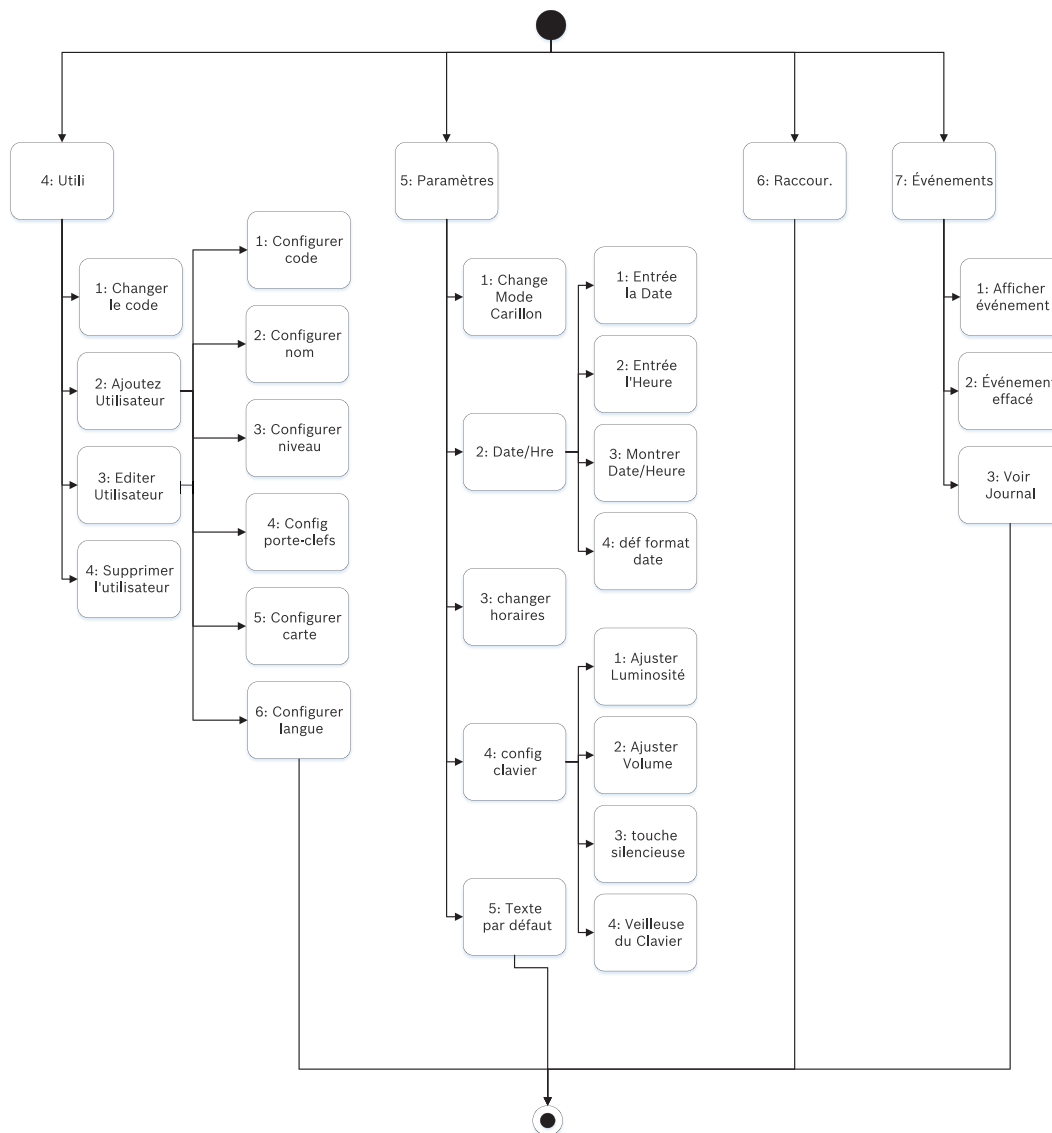 4: Utili
1: Changer
le code
2: Ajoutez
Utilisateur
3: Editer
Utilisateur
4: Supprimer
l'utilisateur
1: Configurer
code
2: Configurer
nom
3: Configurer
niveau
4: Config
porte-clefs
5: Configurer
carte
6: Configurer
langue
5: Paramètres
1: Change
Mode
Carillon
2: Date/Hre
3: changer
horaires
4: config
clavier
5: Texte
par défaut
1: Entrée
la Date
2: Entrée
l'Heure
3: Montrer
Date/Heure
4: déf format
date
1: Ajuster
Luminosité
2: Ajuster
Volume
3: touche
silencieuse
4: Veilleuse
du Clavier
6: Raccour.
7: Événements
1: Afficher
événement
2: Événement
effacé
3: Voir
Journal